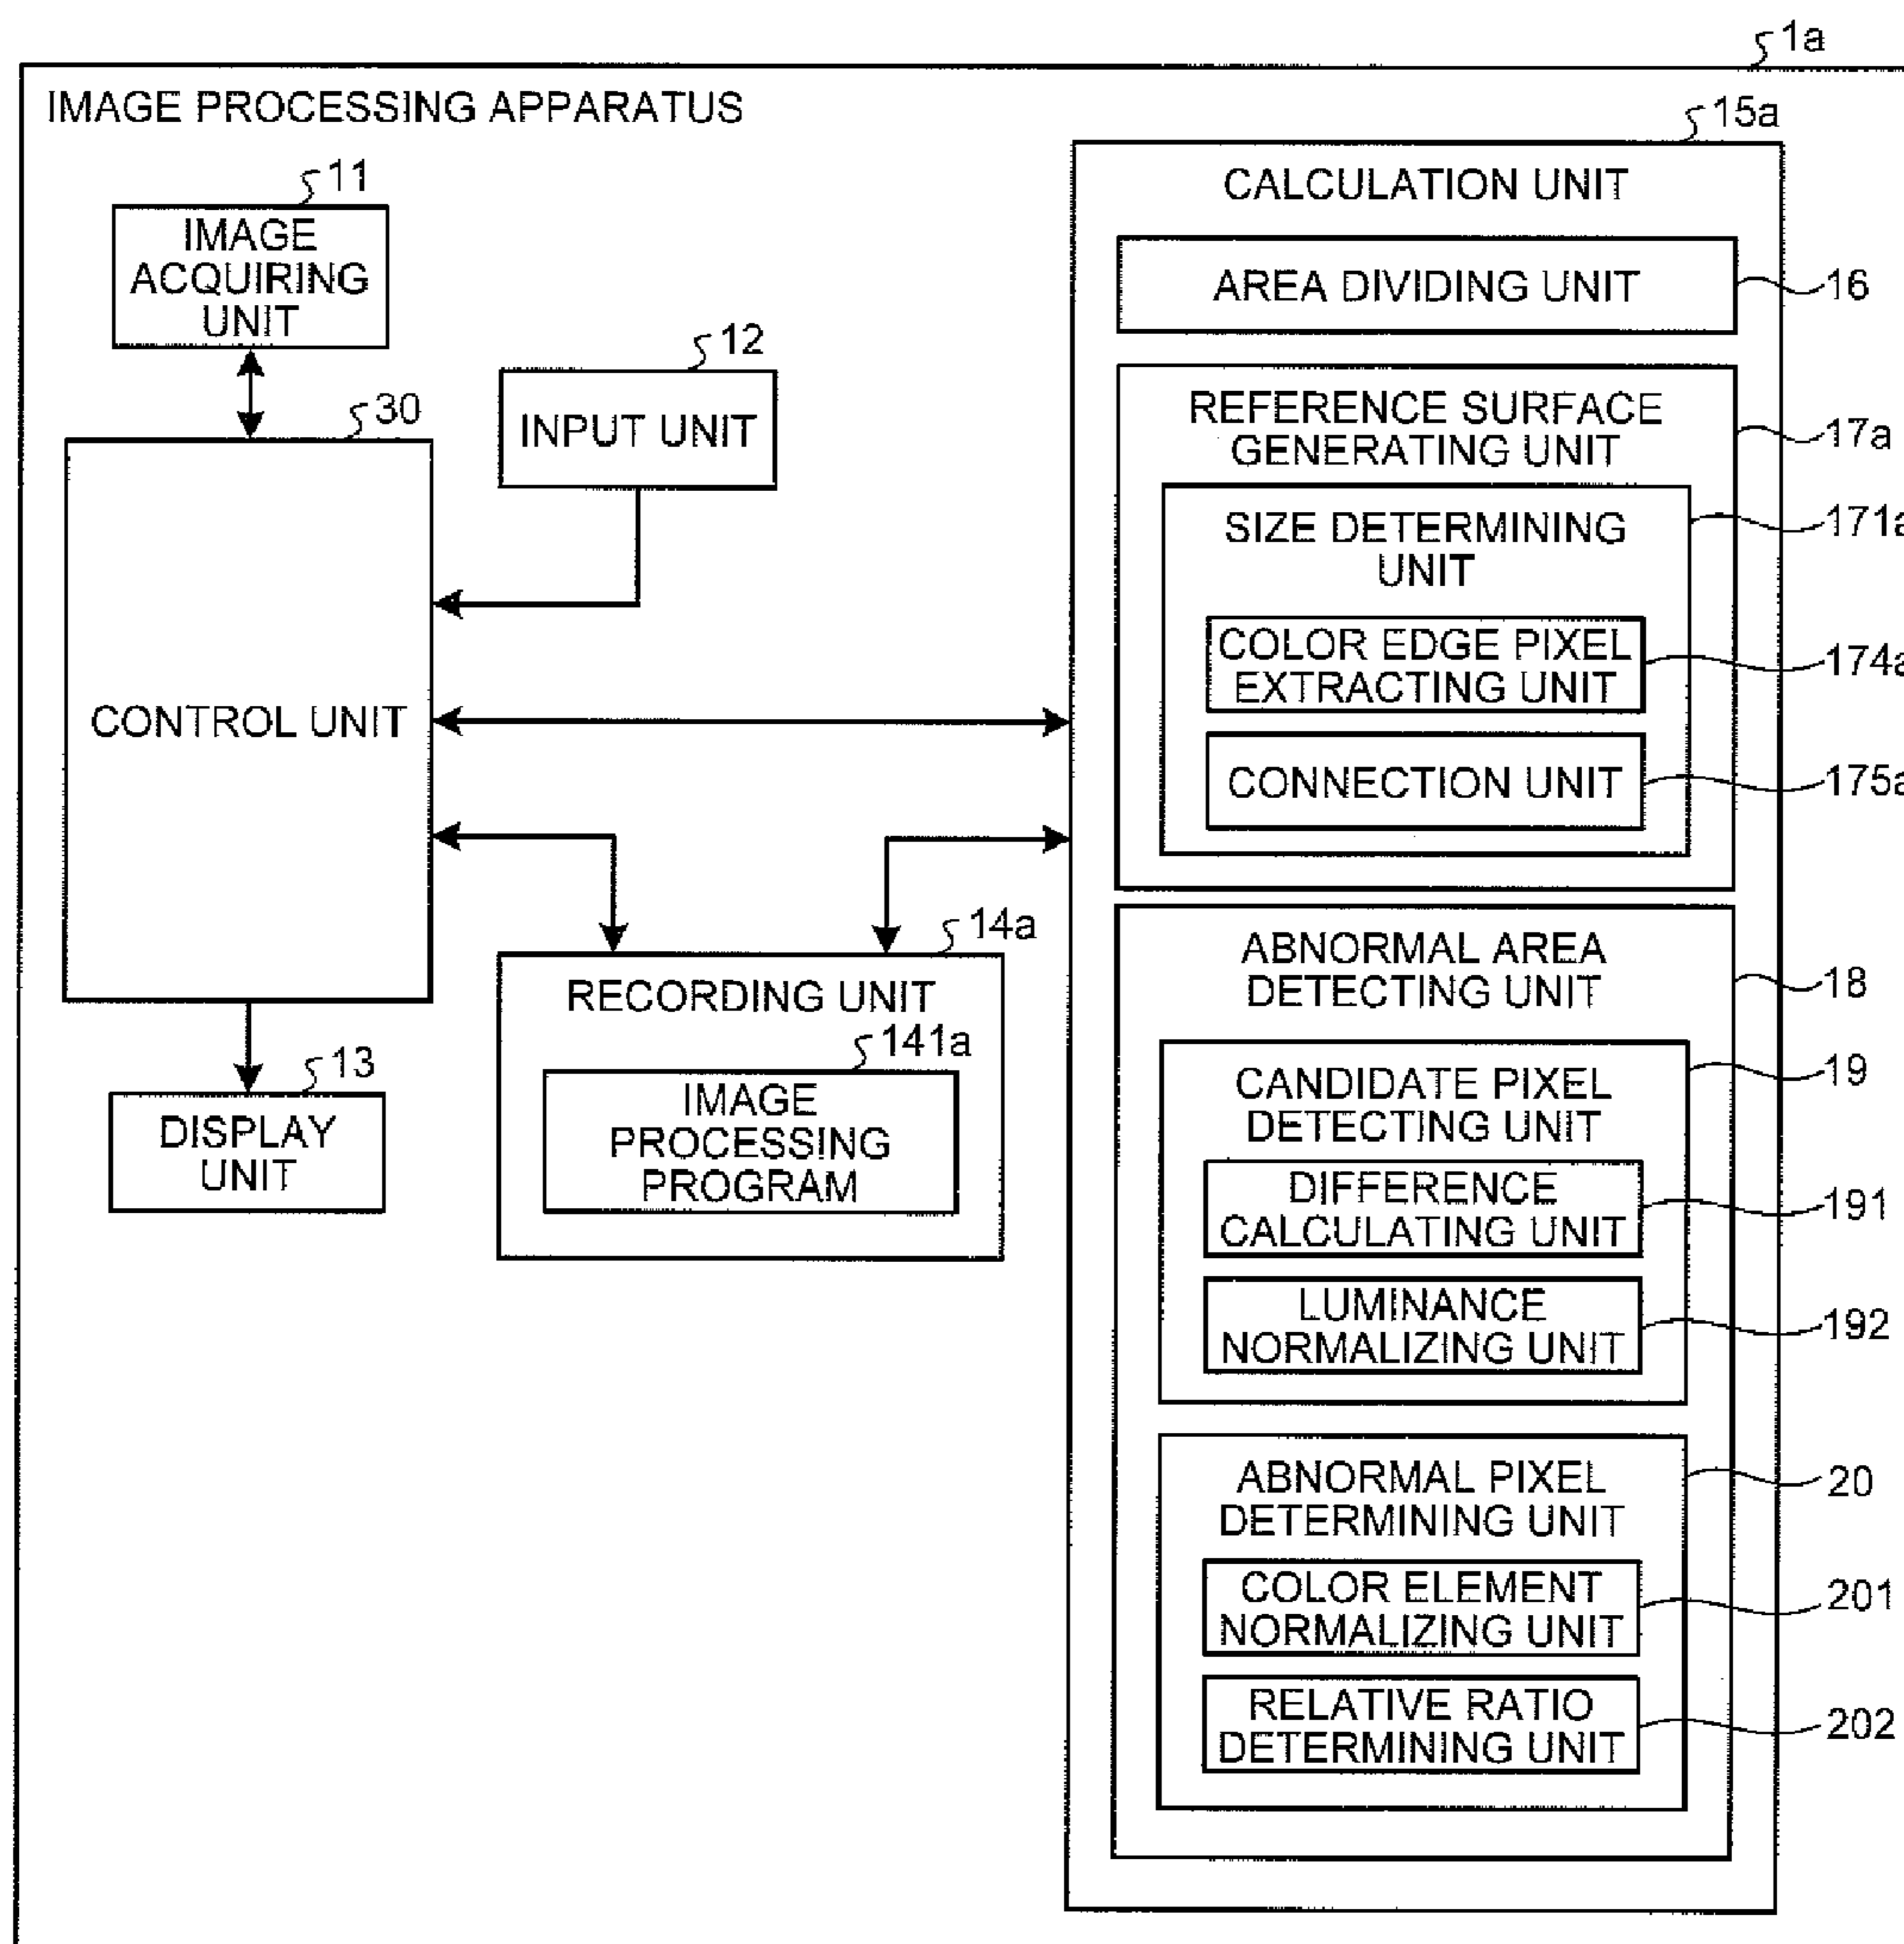 1a
IMAGE PROCESSING APPARATUS
11
IMAGE
ACQUIRING
UNIT
12
INPUT UNIT
30
CONTROL UNIT
13
DISPLAY
UNIT
14a
RECORDING UNIT
141a
IMAGE
PROCESSING
PROGRAM
15a
CALCULATION UNIT
AREA DIVIDING UNIT
16
REFERENCE SURFACE
GENERATING UNIT
17a
SIZE DETERMINING
UNIT
171a
COLOR EDGE PIXEL
EXTRACTING UNIT
174a
CONNECTION UNIT
175a
ABNORMAL AREA
DETECTING UNIT
18
CANDIDATE PIXEL
DETECTING UNIT
19
DIFFERENCE
CALCULATING UNIT
191
LUMINANCE
NORMALIZING UNIT
192
ABNORMAL PIXEL
DETERMINING UNIT
20
COLOR ELEMENT
NORMALIZING UNIT
201
RELATIVE RATIO
DETERMINING UNIT
202